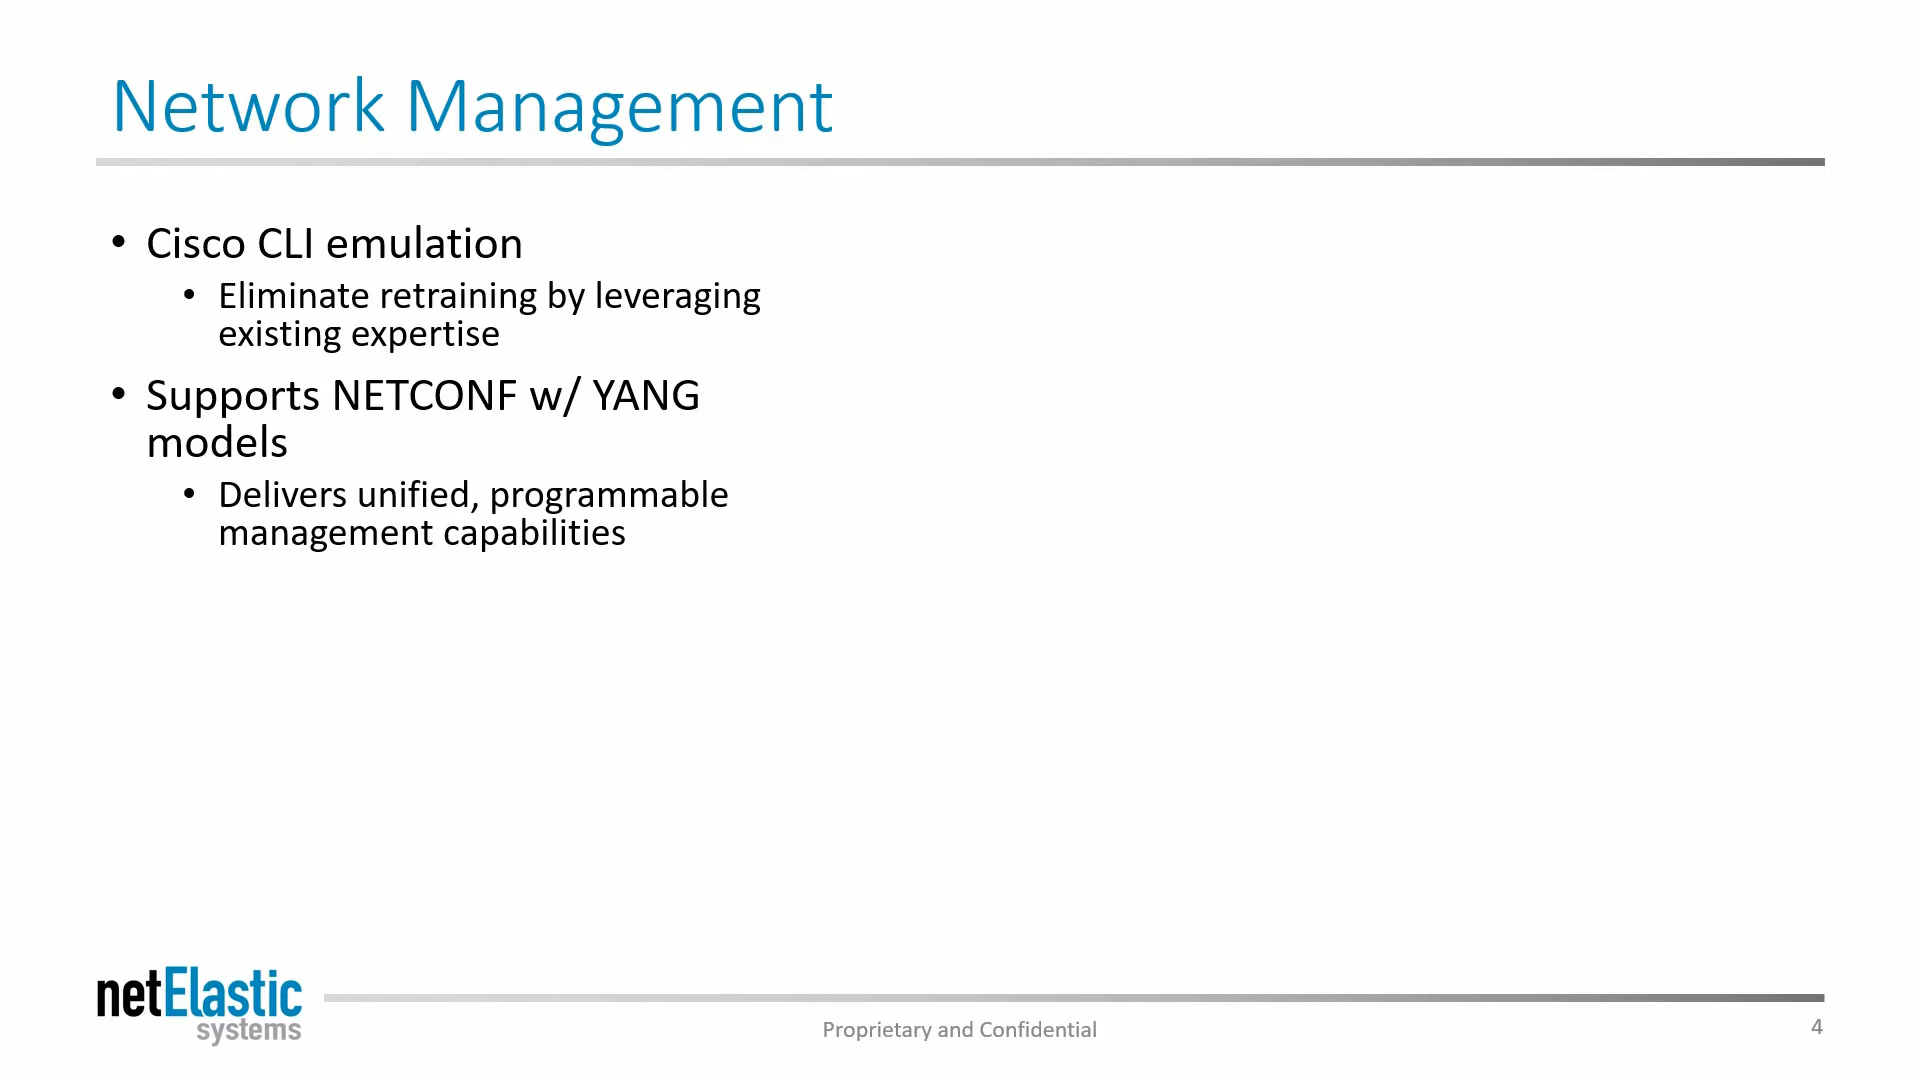 Network Management
• Cisco CLI emulation
• Eliminate retraining by leveraging
existing expertise
• Supports NETCONF w/ YANG
models
• Delivers unified, programmable
management capabilities
netElastic
systems
Proprietary and Confidential
4